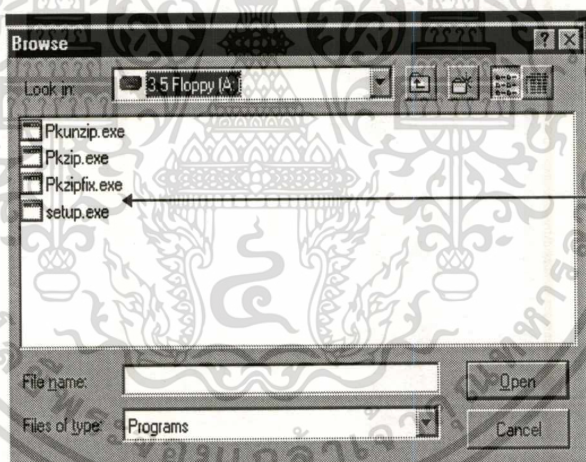 Browse
Look in: 3.5 Floppy (A:
Pkunzip.exe
Pkzip.exe
Pkzipfix.exe
setup.exe
File name:
Open
Files of type: Programs
Cancel